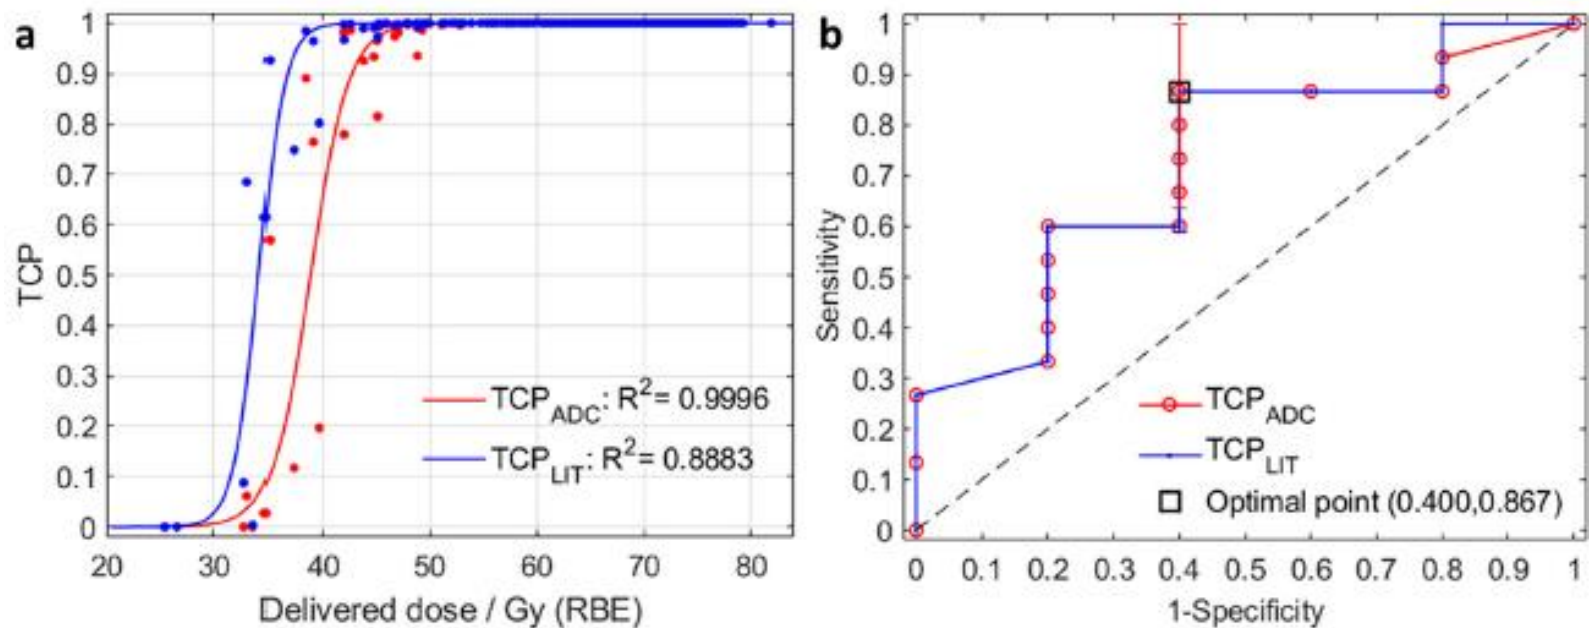 a
1
0.9
0.8
0.7
0.6
0.5
0.4
0.3
0.2
0.1
0
TCP
TCP_ADC: R²= 0.9996
TCP_LIT: R²= 0.8883
20 30 40 50 60 70 80
Delivered dose / Gy (RBE)
b
1
0.9
0.8
0.7
0.6
0.5
0.4
0.3
0.2
0.1
0
Sensitivity
TCP_ADC
TCP_LIT
Optimal point (0.400,0.867)
0 0.1 0.2 0.3 0.4 0.5 0.6 0.7 0.8 0.9 1
1-Specificity